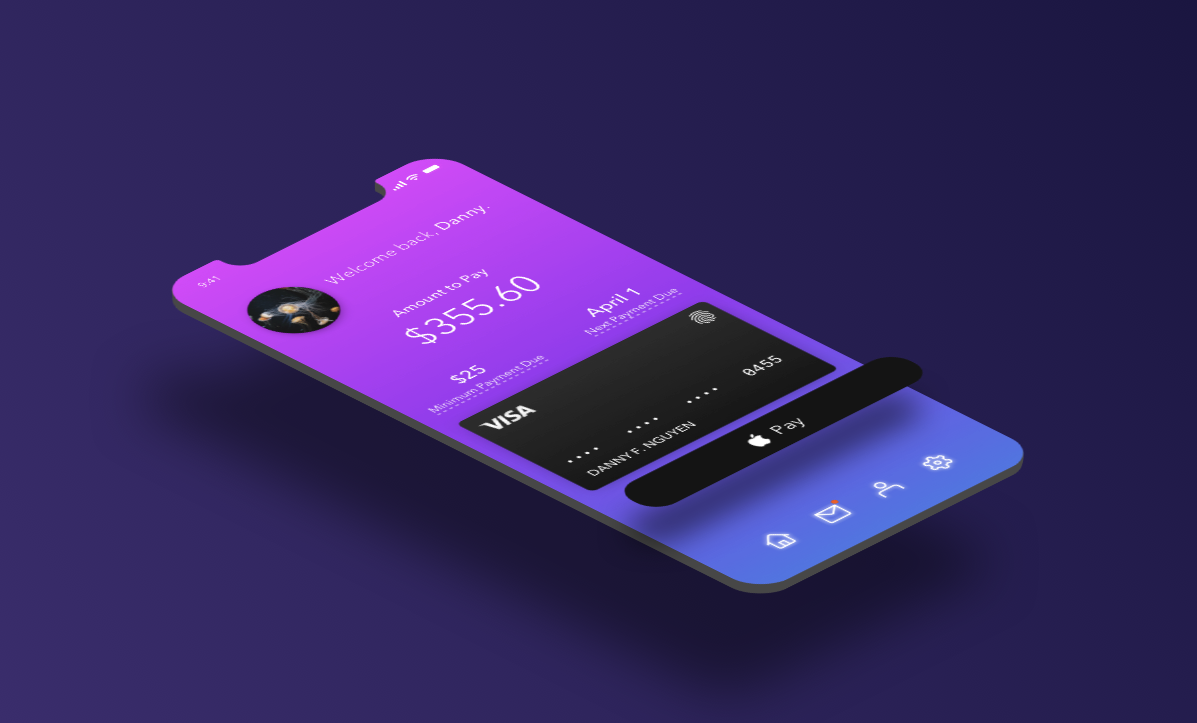 9:41
Welcome back, Danny.
Amount to Pay
$355.60
$25
Minimum Payment Due
April 1
Next Payment Due
VISA
•••• •••• •••• 0455
DANNY F. NGUYEN
Pay